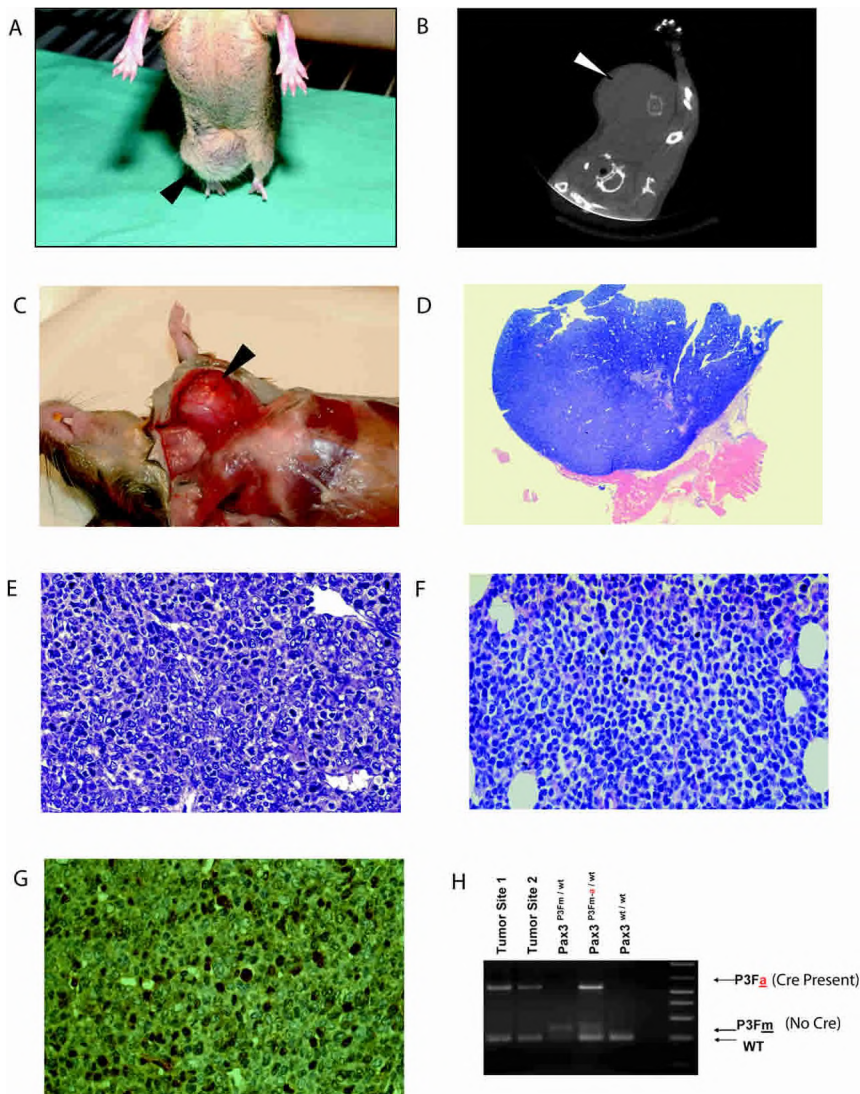 A
B
C
D
E
F
G
H
Tumor Site 1
Tumor Site 2
Pax3 P3Fm / wt
Pax3 P3Fm-a / wt
Pax3 wt / wt
P3Fa (Cre Present)
P3Fm (No Cre)
WT